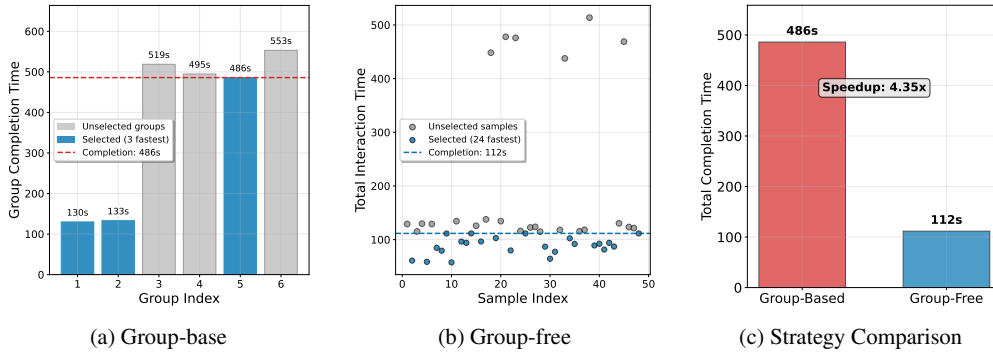 Group Completion Time
600
500
400
300
200
100
0
130s
133s
519s
495s
486s
553s
Unselected groups
Selected (3 fastest)
Completion: 486s
1 2 3 4 5 6
Group Index
(a) Group-base
Total Interaction Time
500
400
300
200
100
Unselected samples
Selected (24 fastest)
Completion: 112s
0 10 20 30 40 50
Sample Index
(b) Group-free
Total Completion Time
500
400
300
200
100
0
486s
Speedup: 4.35x
112s
Group-Based Group-Free
(c) Strategy Comparison